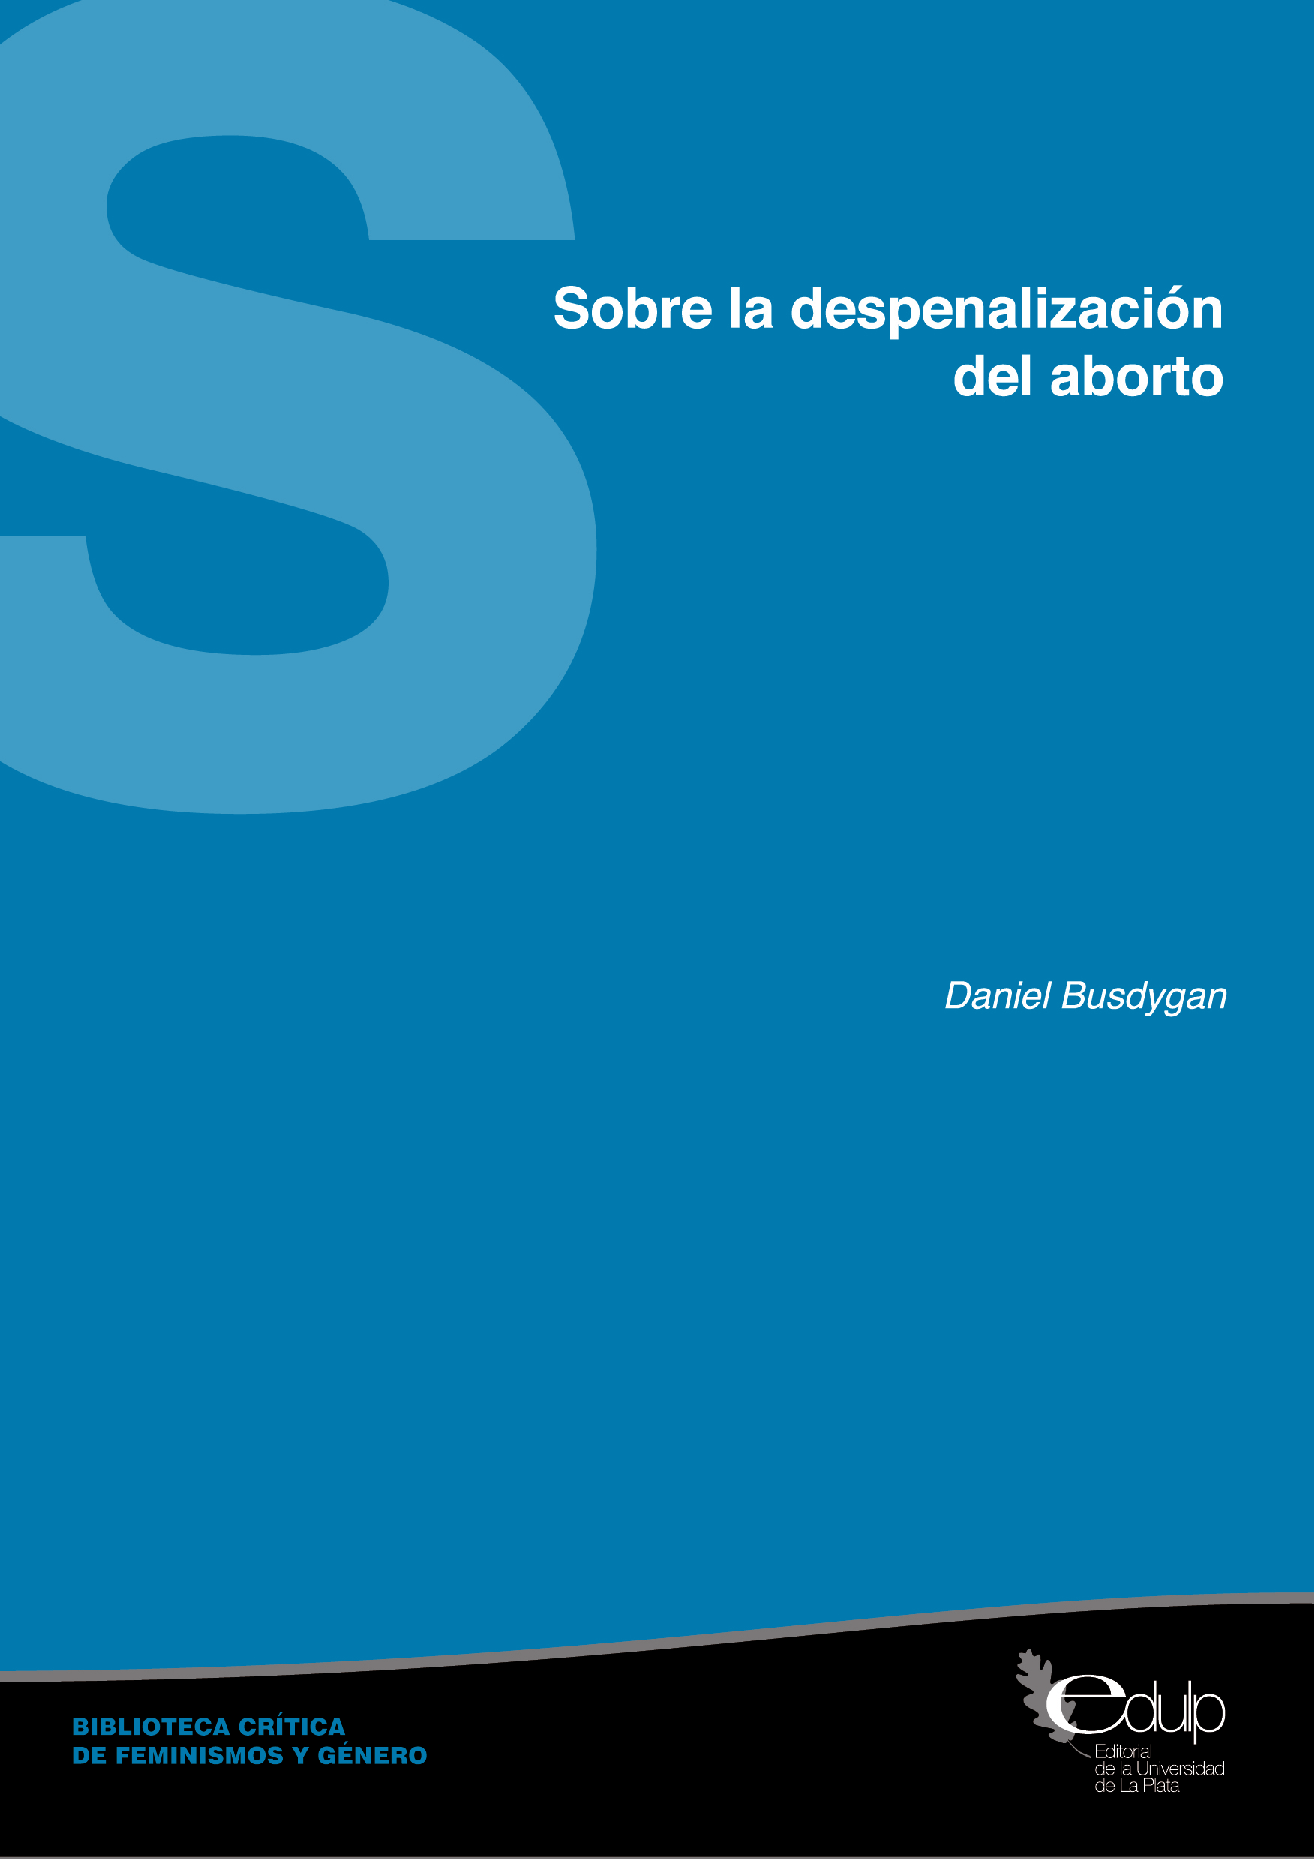 S
Sobre la despenalización
del aborto
Daniel Busdygan
BIBLIOTECA CRÍTICA
DE FEMINISMOS Y GÉNERO
edulp
Editorial
de la Universidad
de La Plata